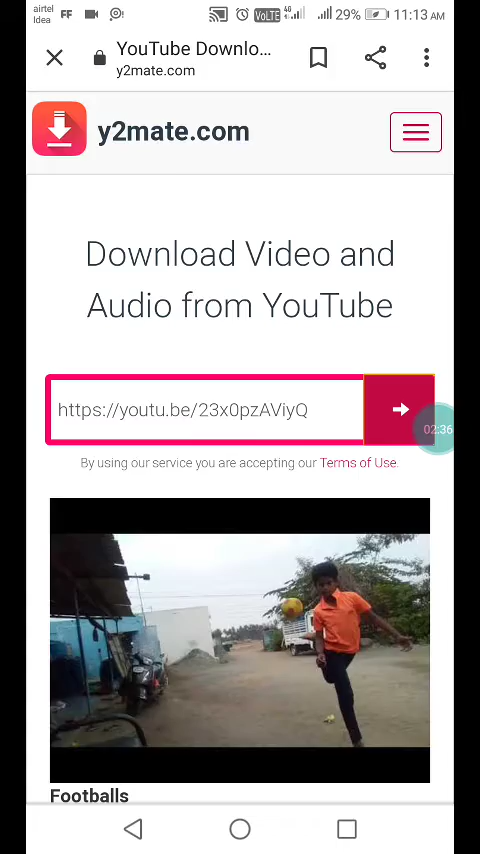 airtel
Idea
FF
VoLTE
4G
29%
11:13 AM
YouTube Downlo...
y2mate.com
y2mate.com
Download Video and
Audio from YouTube
https://youtu.be/23x0pzAViyQ
02:36
By using our service you are accepting our Terms of Use.
Footballs